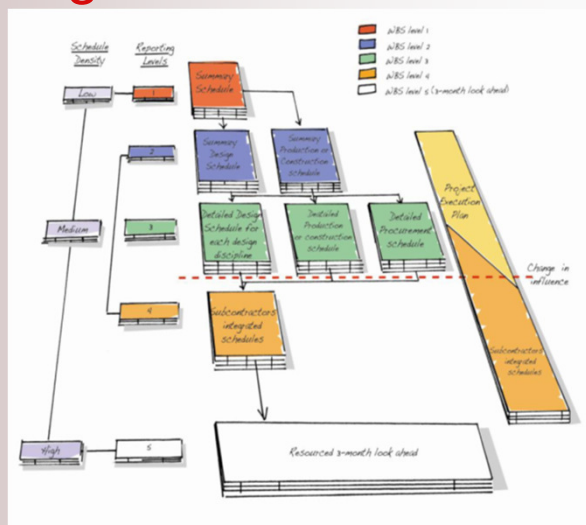 Schedule
Density
Reporting
Levels
WBS level 1
WBS level 2
WBS level 3
WBS level 4
WBS level 5 (3-month look ahead)
Low
1
Summary
Schedule
2
Summary
Design
Schedule
Summary
Production or
Construction
schedule
Project
Execution
Plan
Medium
3
Detailed Design
Schedule for
each design
discipline
Detailed
Production
or construction
schedule
Detailed
Procurement
schedule
Change in
influence
4
Subcontractors
integrated
schedules
Subcontractors
integrated
schedules
High
5
Resourced 3-month look ahead